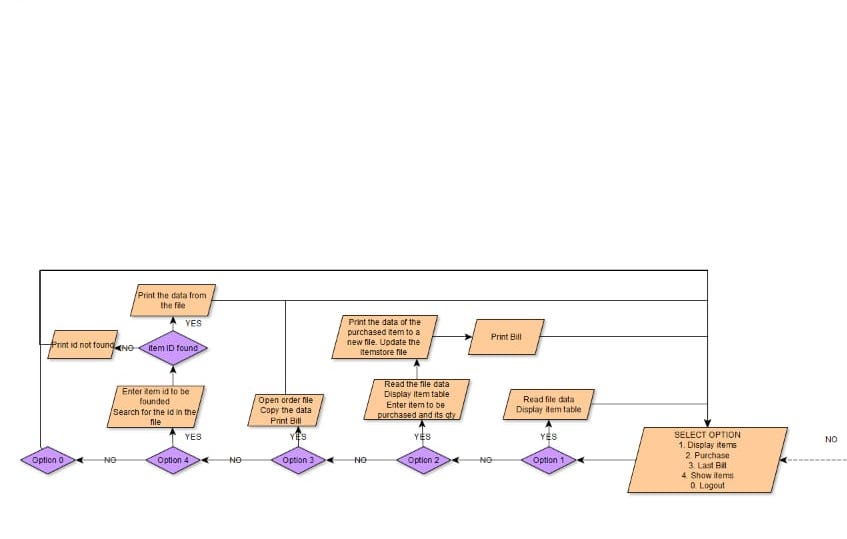 Print the data from
the file
YES
Print id not found
NO
item ID found
Enter item id to be
founded
Search for the id in the
file
YES
Print the data of the
purchased item to a
new file. Update the
itemstore file
Print Bill
Open order file
Copy the data
Print Bill
YES
Read the file data
Display item table
Enter item to be
purchased and its qty
YES
Read file data
Display item table
YES
SELECT OPTION
1. Display items
2. Purchase
3. Last Bill
4. Show items
0. Logout
NO
Option 0
NO
Option 4
NO
Option 3
NO
Option 2
NO
Option 1